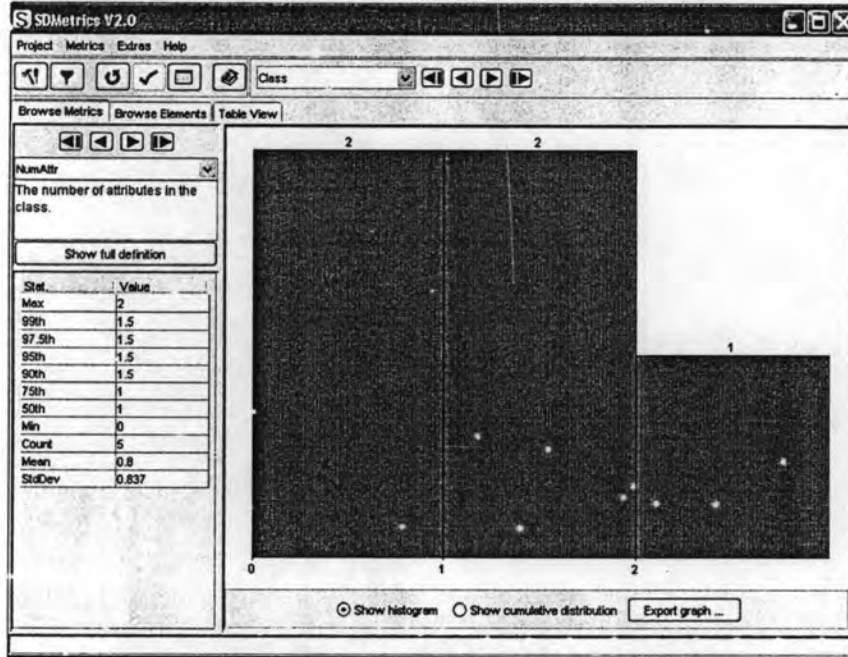 SDMetrics V2.0
Project Metrics Extras Help
Class
Browse Metrics Browse Elements Table View
NumAttr
The number of attributes in the
class.
Show full definition
Stat. Value
Max 2
99th 1.5
97.5th 1.5
95th 1.5
90th 1.5
75th 1
50th 1
Min 0
Count 5
Mean 0.8
StdDev 0.837
2 2
1
0 1 2
Show histogram Show cumulative distribution Export graph ...